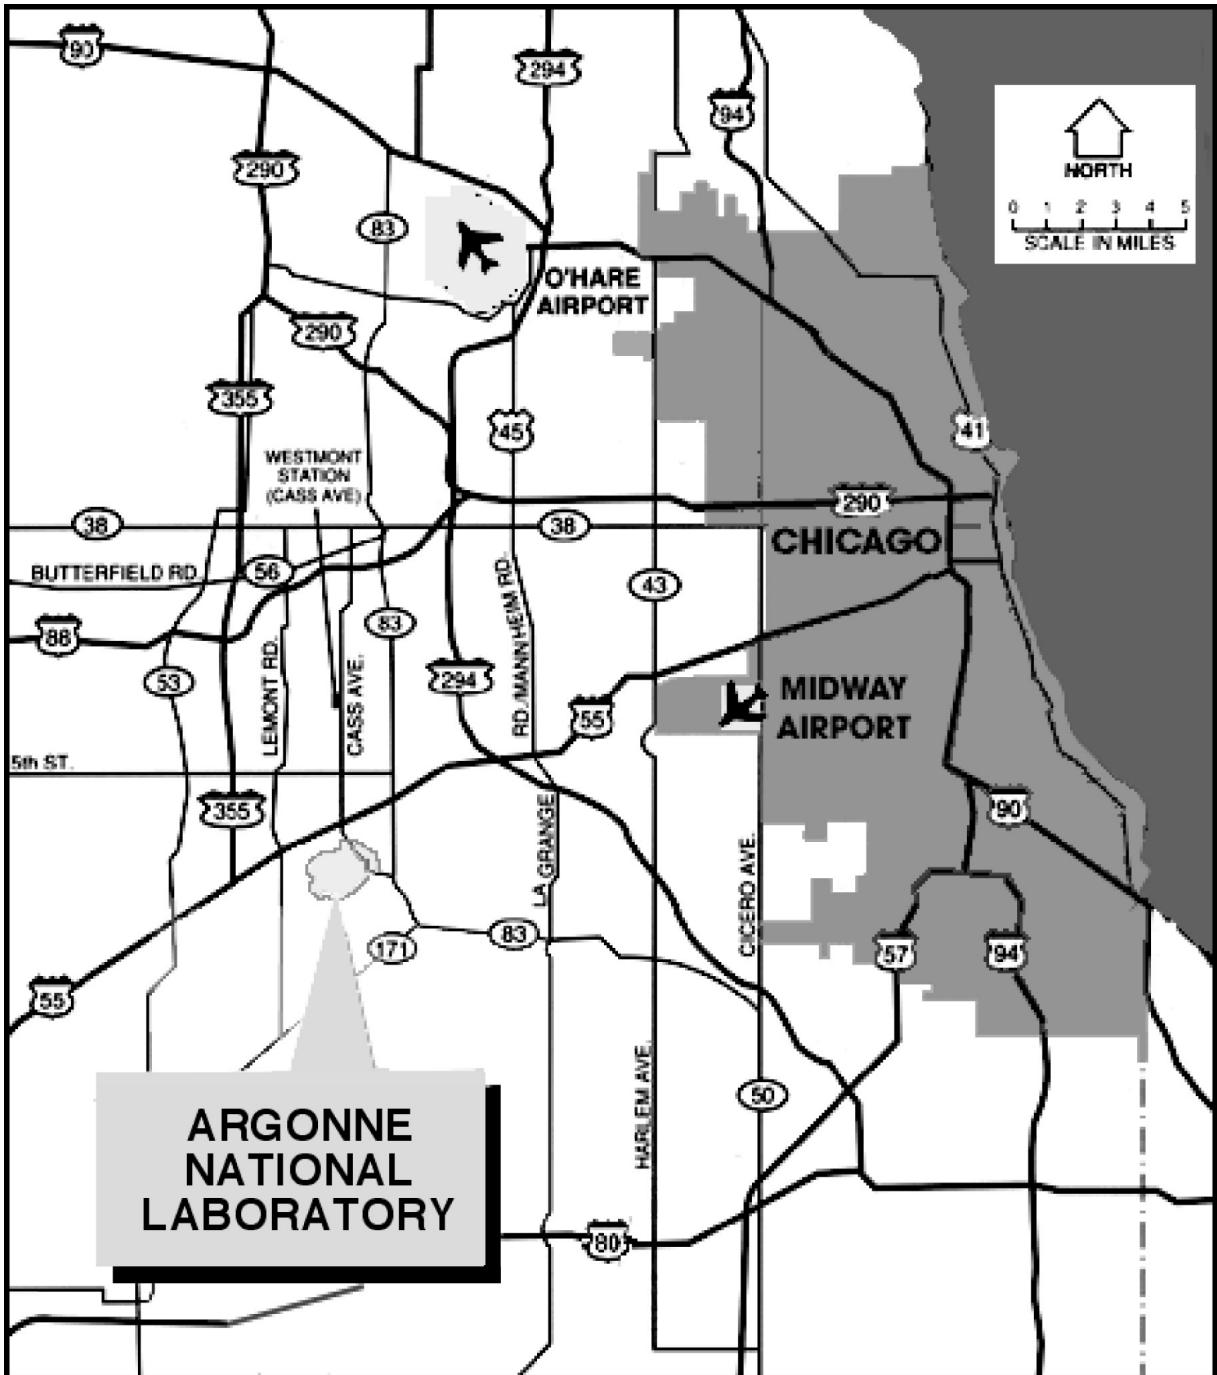 90
294
94
NORTH
0 1 2 3 4 5
SCALE IN MILES
290
83
O'HARE
AIRPORT
290
355
45
41
WESTMONT
STATION
(CASS AVE)
290
38
38
CHICAGO
BUTTERFIELD RD.
56
43
88
83
RD./MANNHEIM RD.
LEMONT RD.
CASS AVE.
53
294
55
MIDWAY
AIRPORT
5th ST.
355
90
LA GRANGE
CICERO AVE.
83
171
57
94
55
HARLEM AVE.
50
ARGONNE
NATIONAL
LABORATORY
80